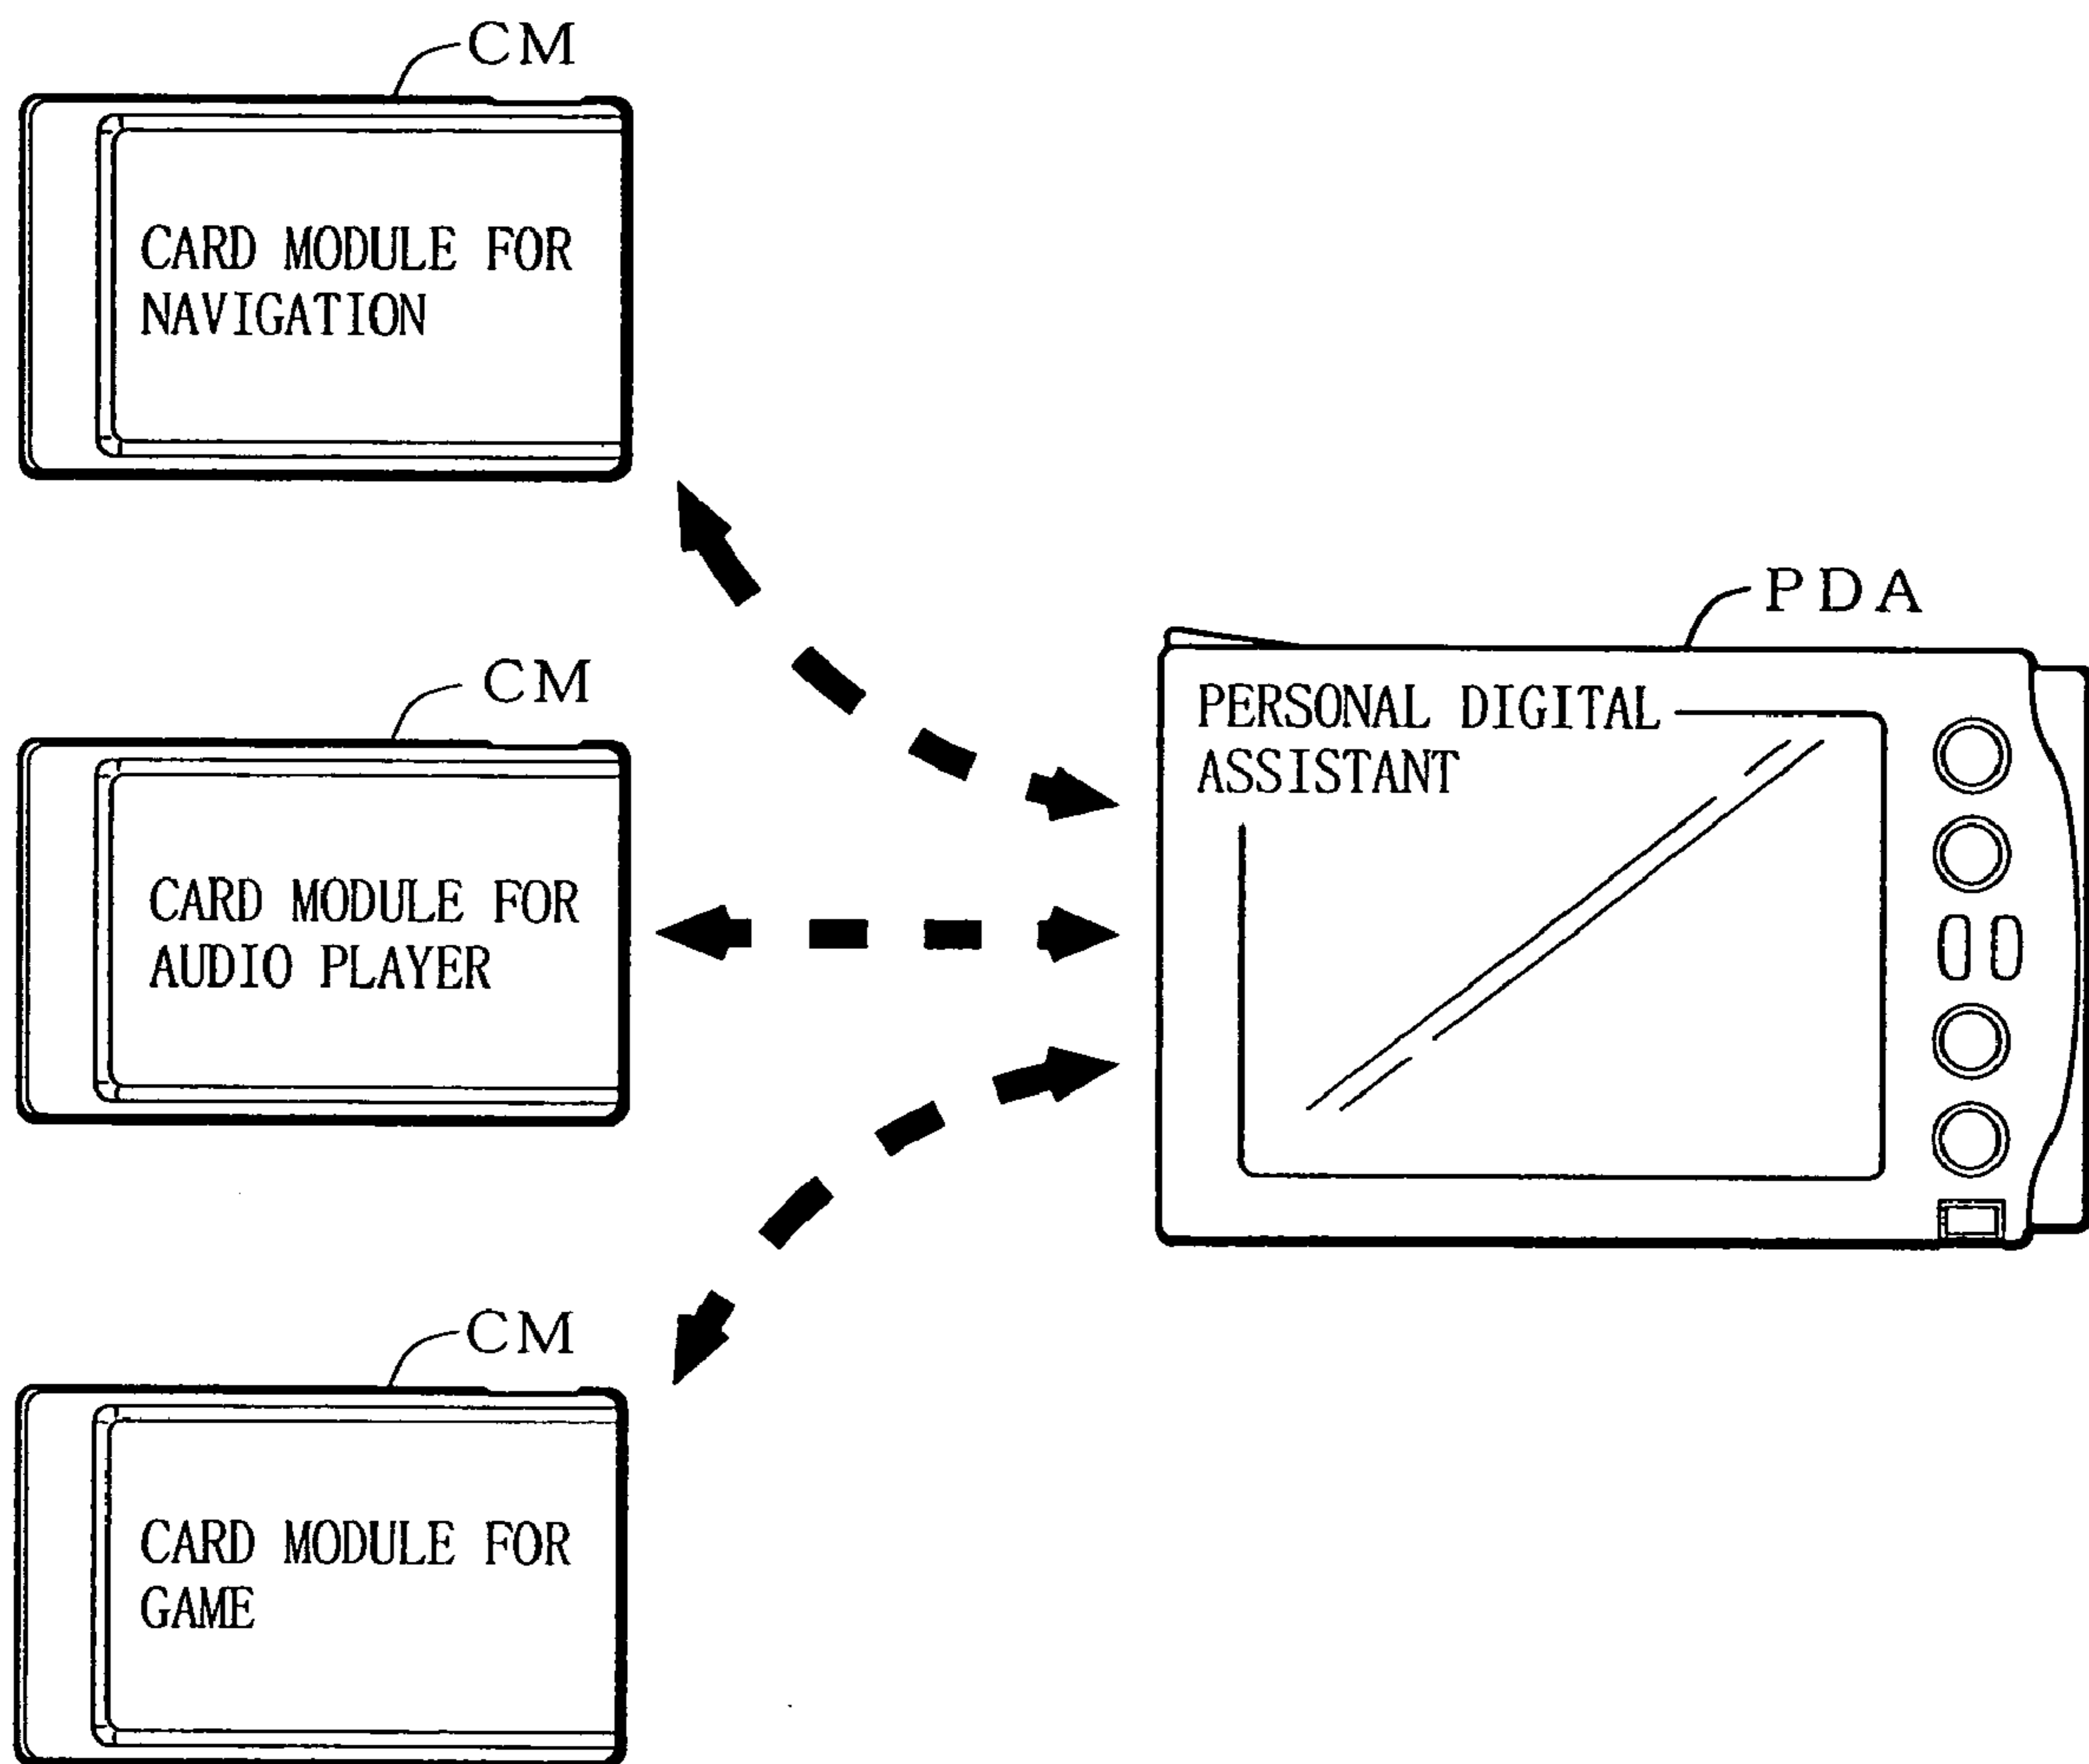 CM
CARD MODULE FOR
NAVIGATION
CM
CARD MODULE FOR
AUDIO PLAYER
CM
CARD MODULE FOR
GAME
PDA
PERSONAL DIGITAL
ASSISTANT